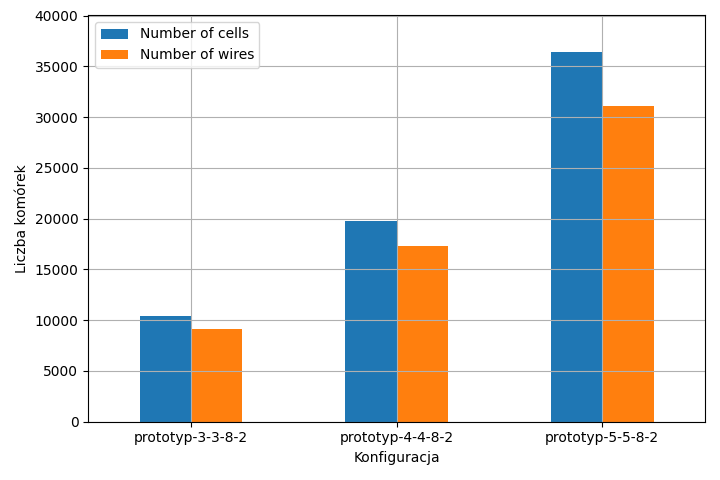 40000
35000
30000
25000
20000
15000
10000
5000
0
Liczba komórek
Number of cells
Number of wires
prototyp-3-3-8-2
prototyp-4-4-8-2
prototyp-5-5-8-2
Konfiguracja